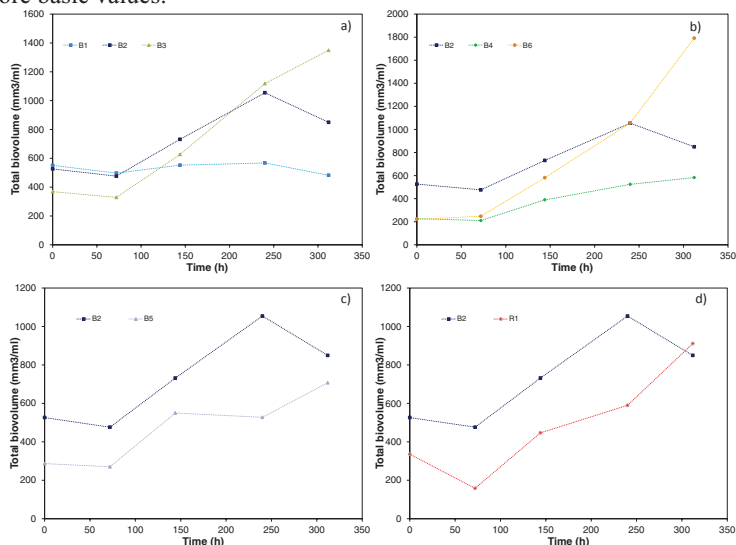 ore basic values.
a)
B1 B2 B3
Total biovolume (mm3/ml)
1600
1400
1200
1000
800
600
400
200
0
0 50 100 150 200 250 300 350
Time (h)
b)
B2 B4 B6
Total biovolume (mm3/ml)
2000
1800
1600
1400
1200
1000
800
600
400
200
0
0 50 100 150 200 250 300 350
Time (h)
c)
B2 B5
Total biovolume (mm3/ml)
1200
1000
800
600
400
200
0
0 50 100 150 200 250 300 350
Time (h)
d)
B2 R1
Total biovolume (mm3/ml)
1200
1000
800
600
400
200
0
0 50 100 150 200 250 300 350
Time (h)